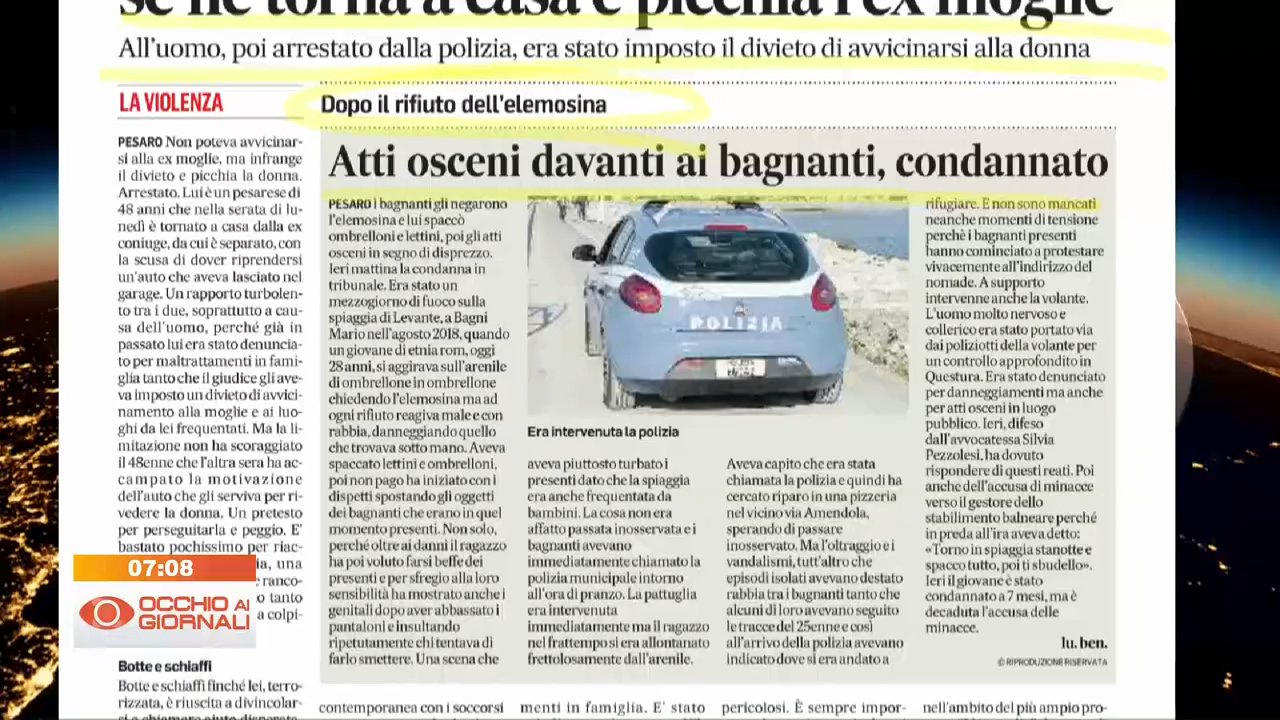 se ne torna a casa e picchia l'ex moglie
All'uomo, poi arrestato dalla polizia, era stato imposto il divieto di avvicinarsi alla donna
LA VIOLENZA
PESARO Non poteva avvicinar-
si alla ex moglie, ma infrange
il divieto e picchia la donna.
Arrestato. Lui è un pesarese di
48 anni che nella serata di lu-
nedì è tornato a casa dalla ex
coniuge, da cui è separato, con
la scusa di dover riprendersi
un'auto che aveva lasciato nel
garage. Un rapporto turbolen-
to tra i due, soprattutto a cau-
sa dell'uomo, perché già in
passato lui era stato denuncia-
to per maltrattamenti in fami-
glia tanto che il giudice gli ave-
va imposto un divieto di avvici-
namento alla moglie e ai luo-
ghi da lei frequentati. Ma la li-
mitazione non ha scoraggiato
il 48enne che l'altra sera ha ac-
campato la motivazione
dell'auto che gli serviva per ri-
vedere la donna. Un pretesto
per perseguitarla e peggio. E'
bastato pochissimo per riac-
a, una
ranco-
o tanto
a colpi-
Botte e schiaffi
Botte e schiaffi finché lei, terro-
rizzata, è riuscita a divincolar-
si e chiamare aiuto
Dopo il rifiuto dell'elemosina
Atti osceni davanti ai bagnanti, condannato
PESARO I bagnanti gli negarono
l'elemosina e lui spaccò
ombrelloni e lettini, poi gli atti
osceni in segno di disprezzo.
Ieri mattina la condanna in
tribunale. Era stato un
mezzogiorno di fuoco sulla
spiaggia di Levante, a Bagni
Mario nell'agosto 2018, quando
un giovane di etnia rom, oggi
28 anni, si aggirava sull'arenile
di ombrellone in ombrellone
chiedendo l'elemosina ma ad
ogni rifiuto reagiva male e con
rabbia, danneggiando quello
che trovava sotto mano. Aveva
spaccato lettini e ombrelloni,
poi non pago ha iniziato con i
dispetti spostando gli oggetti
dei bagnanti che erano in quel
momento presenti. Non solo,
perché oltre ai danni il ragazzo
ha poi voluto farsi beffe dei
presenti e per sfregio alla loro
sensibilità ha mostrato anche i
genitali dopo aver abbassato i
pantaloni e insultando
ripetutamente chi tentava di
farlo smettere. Una scena che
POLIZIA
Era intervenuta la polizia
aveva piuttosto turbato i
presenti dato che la spiaggia
era anche frequentata da
bambini. La cosa non era
affatto passata inosservata e i
bagnanti avevano
immediatamente chiamato la
polizia municipale intorno
all'ora di pranzo. La pattuglia
era intervenuta
immediatamente ma il ragazzo
nel frattempo si era allontanato
frettolosamente dall'arenile.
Aveva capito che era stata
chiamata la polizia e quindi ha
cercato riparo in una pizzeria
nel vicino via Amendola,
sperando di passare
inosservato. Ma l'oltraggio e i
vandalismi, tutt'altro che
episodi isolati avevano destato
rabbia tra i bagnanti tanto che
alcuni di loro avevano seguito
le tracce del 25enne e così
all'arrivo della polizia avevano
indicato dove si era andato a
rifugiare. E non sono mancati
neanche momenti di tensione
perchè i bagnanti presenti
hanno cominciato a protestare
vivacemente all'indirizzo del
nomade. A supporto
intervenne anche la volante.
L'uomo molto nervoso e
collerico era stato portato via
dai poliziotti della volante per
un controllo approfondito in
Questura. Era stato denunciato
per danneggiamenti ma anche
per atti osceni in luogo
pubblico. Ieri, difeso
dall'avvocatessa Silvia
Pezzolesi, ha dovuto
rispondere di questi reati. Poi
anche dell'accusa di minacce
verso il gestore dello
stabilimento balneare perché
in preda all'ira aveva detto:
«Torno in spiaggia stanotte e
spacco tutto, poi ti sbudello».
Ieri il giovane è stato
condannato a 7 mesi, ma è
decaduta l'accusa delle
minacce.
lu. ben.
© RIPRODUZIONE RISERVATA
contemporanea con i soccorsi
menti in famiglia. E' stato
pericolosi. È sempre impor-
nell'ambito del più ampio pro-
07:08
OCCHIO AI
GIORNALI